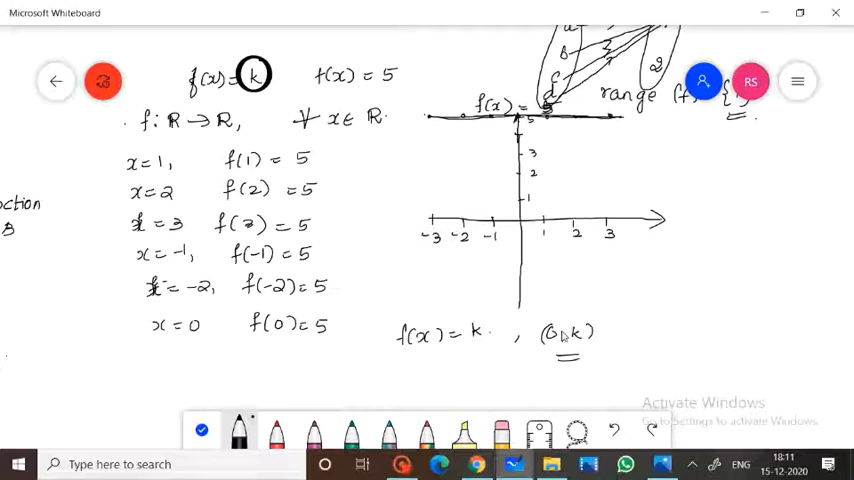 Microsoft Whiteboard
f(x) = k f(x) = 5
RS
f: R → R, ∀ x ∈ R.
range (f)
f(x) =
5
x=1, f(1) = 5
3
x=2 f(2) = 5
2
1
x = 3 f(3) = 5
-3 -2 -1 1 2 3
x = -1, f(-1) = 5
x = -2, f(-2) = 5
x = 0 f(0) = 5
f(x) = k. , (0, k)
ction
Activate Windows
Go to Settings to activate Windows.
Type here to search
ENG
18:11
15-12-2020